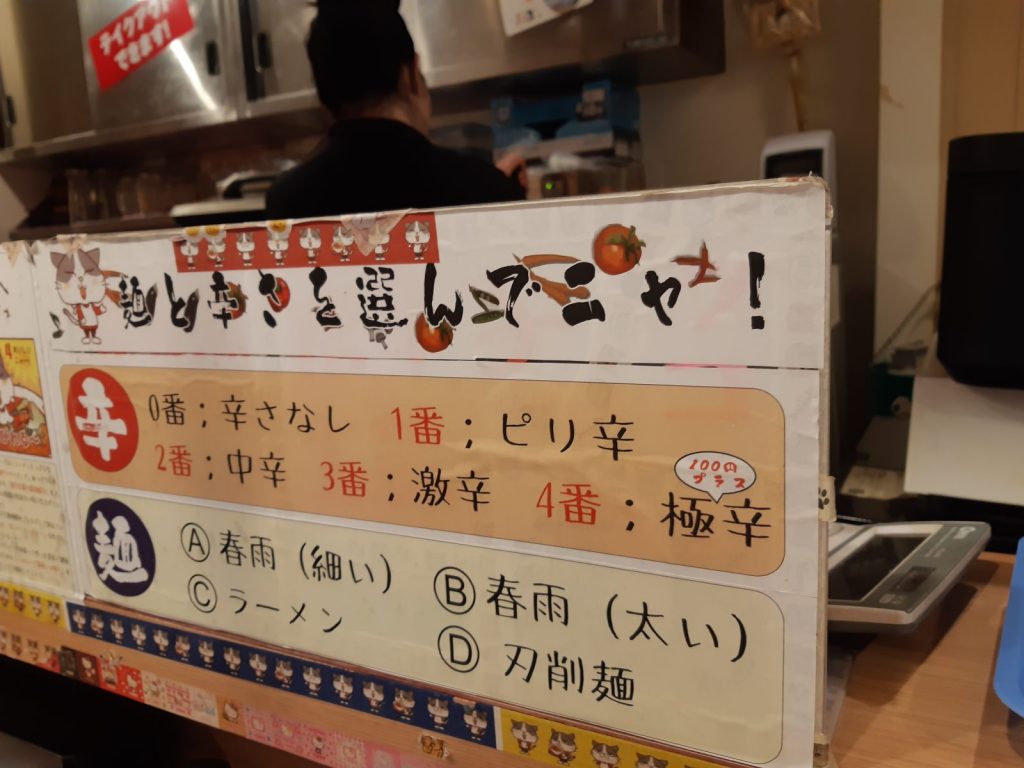 テイクアウト
できます!
麺と辛さを選んでニャ!
辛
0番;辛さなし 1番;ピリ辛
2番;中辛 3番;激辛 4番;極辛
100円
プラス
麺
Ⓐ春雨(細い) Ⓑ春雨(太い)
Ⓒラーメン Ⓓ刃削麺